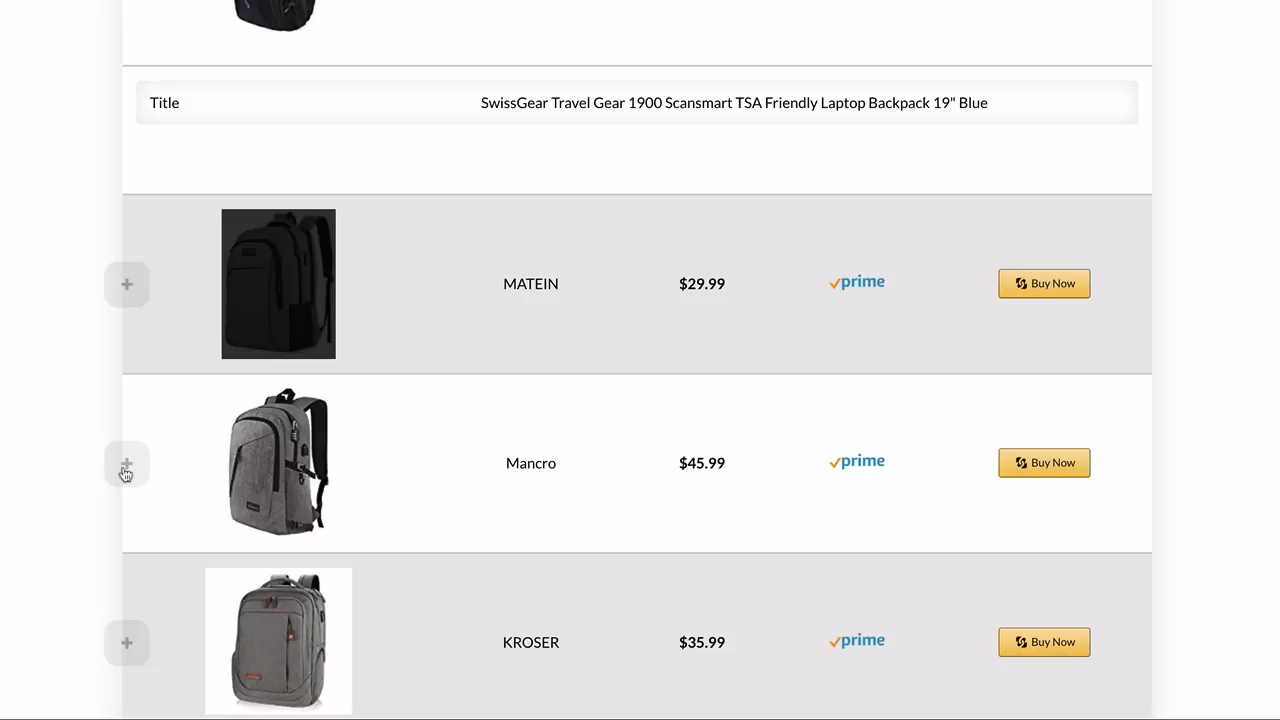 Title SwissGear Travel Gear 1900 Scansmart TSA Friendly Laptop Backpack 19" Blue
+ MATEIN $29.99 prime Buy Now
+ Mancro $45.99 prime Buy Now
+ KROSER $35.99 prime Buy Now